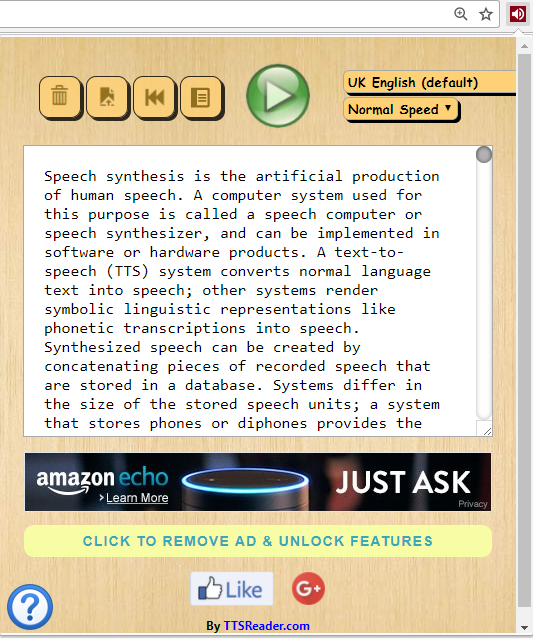 UK English (default)
Normal Speed
Speech synthesis is the artificial production
of human speech. A computer system used for
this purpose is called a speech computer or
speech synthesizer, and can be implemented in
software or hardware products. A text-to-
speech (TTS) system converts normal language
text into speech; other systems render
symbolic linguistic representations like
phonetic transcriptions into speech.
Synthesized speech can be created by
concatenating pieces of recorded speech that
are stored in a database. Systems differ in
the size of the stored speech units; a system
that stores phones or diphones provides the
amazon echo
> Learn More
JUST ASK
Privacy
CLICK TO REMOVE AD & UNLOCK FEATURES
Like
G+
?
By TTSReader.com